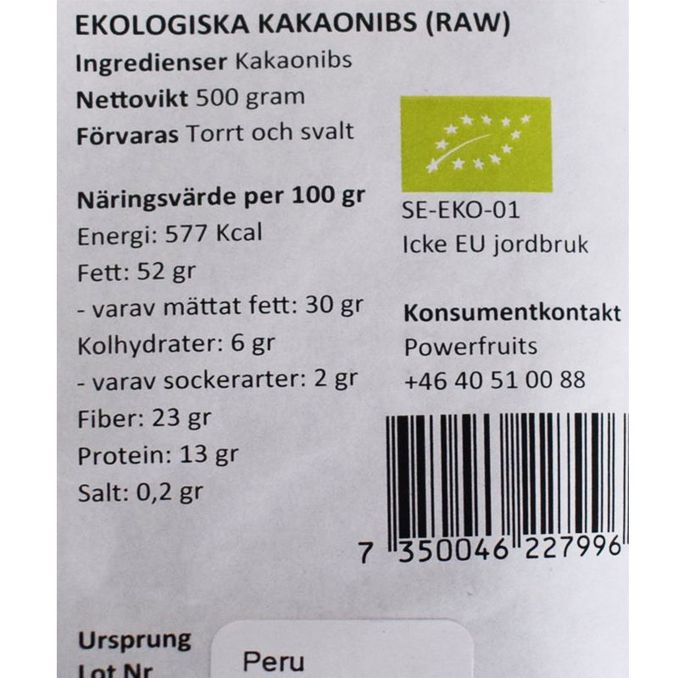 EKOLOGISKA KAKAONIBS (RAW)
Ingredienser Kakaonibs
Nettovikt 500 gram
Förvaras Torrt och svalt
Näringsvärde per 100 gr
Energi: 577 Kcal
Fett: 52 gr
- varav mättat fett: 30 gr
Kolhydrater: 6 gr
- varav sockerarter: 2 gr
Fiber: 23 gr
Protein: 13 gr
Salt: 0,2 gr
SE-EKO-01
Icke EU jordbruk
Konsumentkontakt
Powerfruits
+46 40 51 00 88
7 350046 227996
Ursprung Peru
Lot Nr